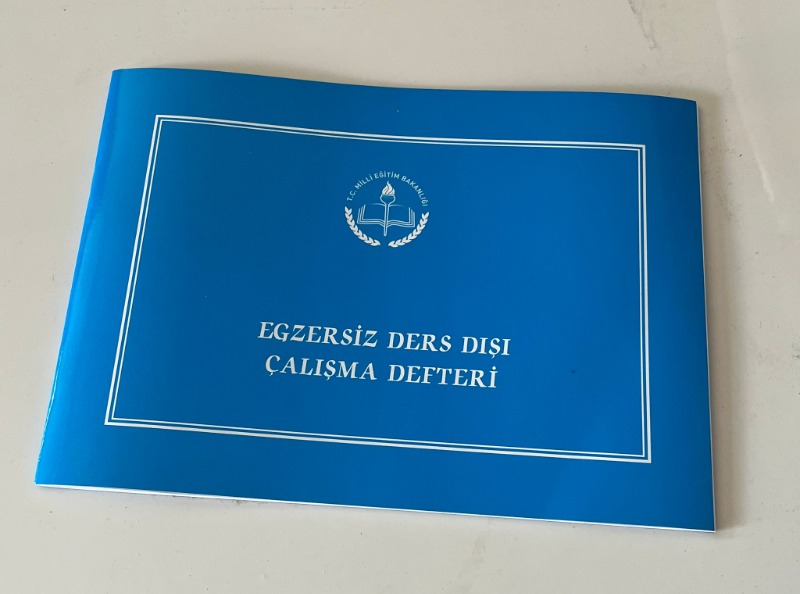 T.C. MİLLİ EĞİTİM BAKANLIĞI
EGZERSİZ DERS DIŞI
ÇALIŞMA DEFTERİ